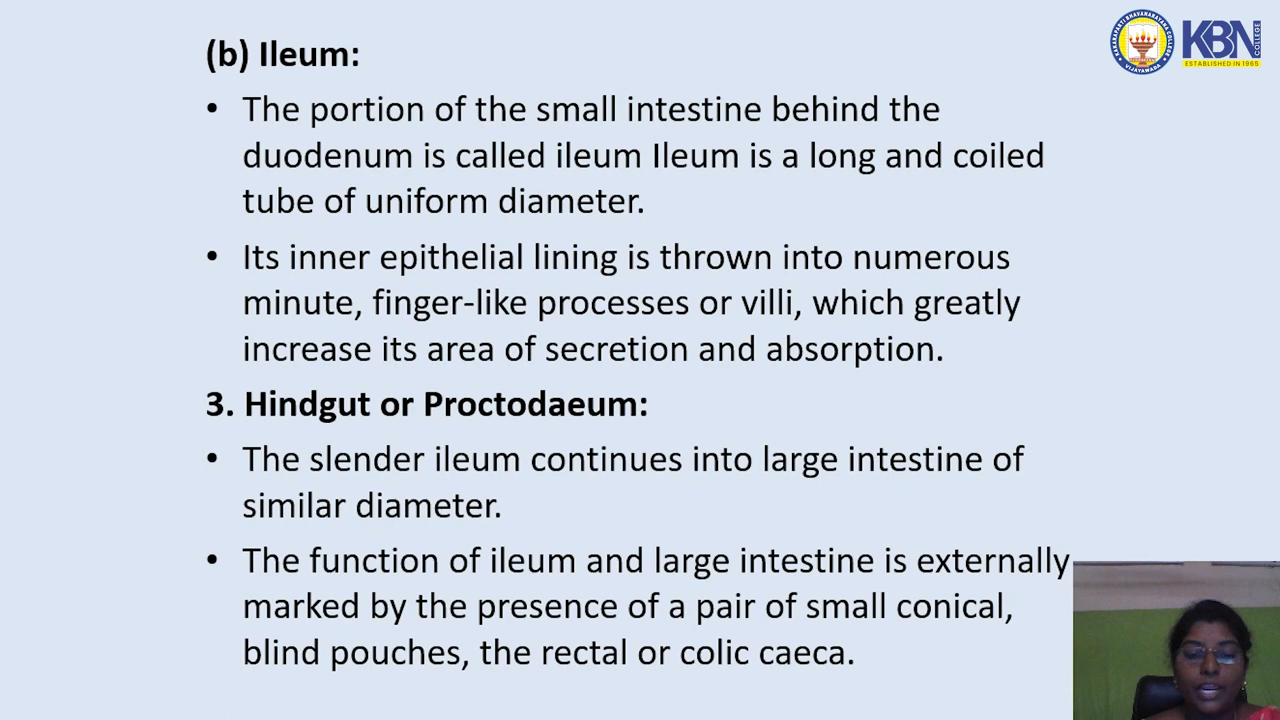 (b) Ileum:
• The portion of the small intestine behind the
duodenum is called ileum Ileum is a long and coiled
tube of uniform diameter.
• Its inner epithelial lining is thrown into numerous
minute, finger-like processes or villi, which greatly
increase its area of secretion and absorption.
3. Hindgut or Proctodaeum:
• The slender ileum continues into large intestine of
similar diameter.
• The function of ileum and large intestine is externally
marked by the presence of a pair of small conical,
blind pouches, the rectal or colic caeca.
KBN
COLLEGE
ESTABLISHED IN 1965
VIJAYAWADA